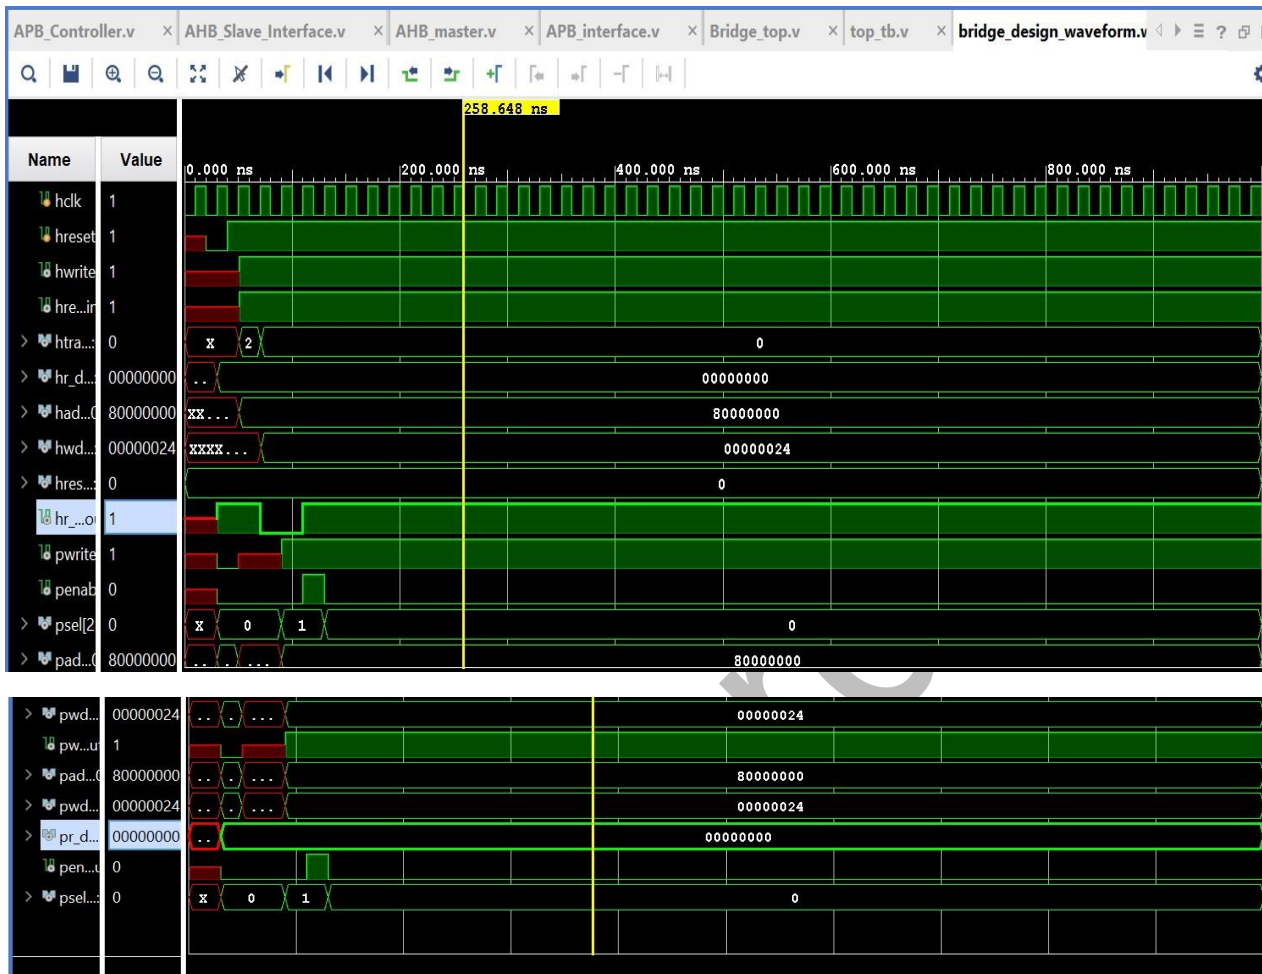 APB_Controller.v × AHB_Slave_Interface.v × AHB_master.v × APB_interface.v × Bridge_top.v × top_tb.v × bridge_design_waveform.v ?
258.648 ns
Name Value
0.000 ns 200.000 ns 400.000 ns 600.000 ns 800.000 ns
hclk 1
hreset 1
hwrite 1
hre...in 1
htra...: 0 X 2 0
hr_d...: 00000000 .. 00000000
had...0 80000000 XX... 80000000
hwd...: 00000024 XXXX... 00000024
hres...: 0 0
hr_...o 1
pwrite 1
penab 0
psel[2 0 X 0 1 0
pad...0 80000000 .. . ... 80000000
pwd... 00000024 .. . ... 00000024
pw...u 1
pad...0 80000000 .. . ... 80000000
pwd... 00000024 .. . ... 00000024
pr_d... 00000000 .. 00000000
pen...u 0
psel...: 0 X 0 1 0